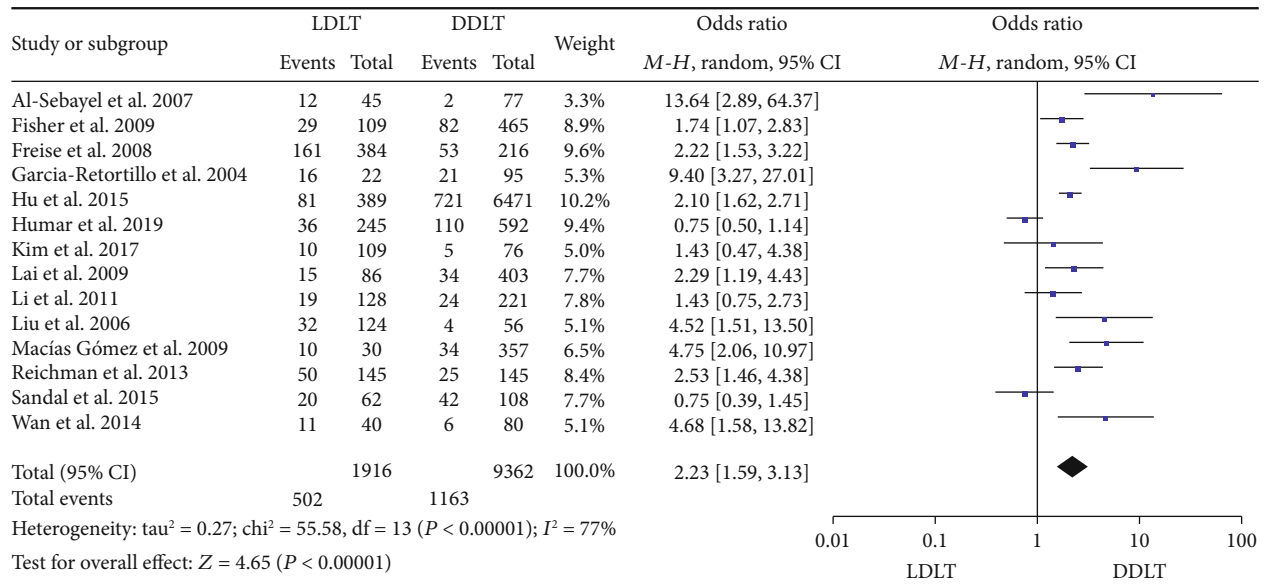 Study or subgroup LDLT DDLT Weight Odds ratio Odds ratio
Events Total Events Total M-H, random, 95% CI M-H, random, 95% CI
Al-Sebayel et al. 2007 12 45 2 77 3.3% 13.64 [2.89, 64.37]
Fisher et al. 2009 29 109 82 465 8.9% 1.74 [1.07, 2.83]
Freise et al. 2008 161 384 53 216 9.6% 2.22 [1.53, 3.22]
Garcia-Retortillo et al. 2004 16 22 21 95 5.3% 9.40 [3.27, 27.01]
Hu et al. 2015 81 389 721 6471 10.2% 2.10 [1.62, 2.71]
Humar et al. 2019 36 245 110 592 9.4% 0.75 [0.50, 1.14]
Kim et al. 2017 10 109 5 76 5.0% 1.43 [0.47, 4.38]
Lai et al. 2009 15 86 34 403 7.7% 2.29 [1.19, 4.43]
Li et al. 2011 19 128 24 221 7.8% 1.43 [0.75, 2.73]
Liu et al. 2006 32 124 4 56 5.1% 4.52 [1.51, 13.50]
Macías Gómez et al. 2009 10 30 34 357 6.5% 4.75 [2.06, 10.97]
Reichman et al. 2013 50 145 25 145 8.4% 2.53 [1.46, 4.38]
Sandal et al. 2015 20 62 42 108 7.7% 0.75 [0.39, 1.45]
Wan et al. 2014 11 40 6 80 5.1% 4.68 [1.58, 13.82]
Total (95% CI) 1916 9362 100.0% 2.23 [1.59, 3.13]
Total events 502 1163
Heterogeneity: tau² = 0.27; chi² = 55.58, df = 13 (P < 0.00001); I² = 77%
Test for overall effect: Z = 4.65 (P < 0.00001)
0.01 0.1 1 10 100
LDLT DDLT